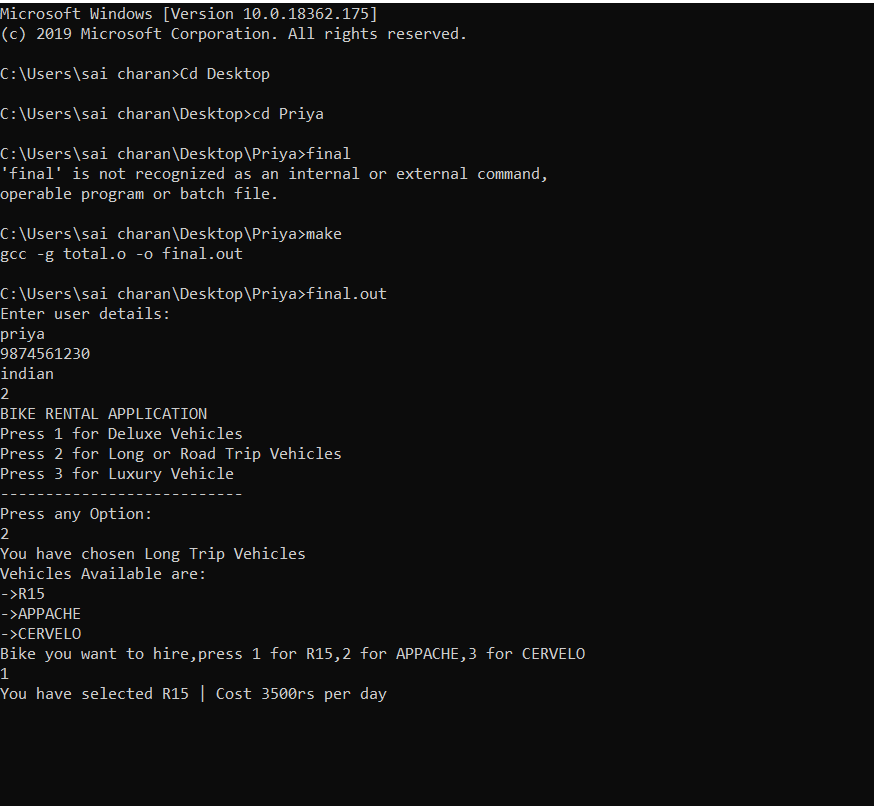 Microsoft Windows [Version 10.0.18362.175]
(c) 2019 Microsoft Corporation. All rights reserved.
C:\Users\sai charan>Cd Desktop
C:\Users\sai charan\Desktop>cd Priya
C:\Users\sai charan\Desktop\Priya>final
'final' is not recognized as an internal or external command,
operable program or batch file.
C:\Users\sai charan\Desktop\Priya>make
gcc -g total.o -o final.out
C:\Users\sai charan\Desktop\Priya>final.out
Enter user details:
priya
9874561230
indian
2
BIKE RENTAL APPLICATION
Press 1 for Deluxe Vehicles
Press 2 for Long or Road Trip Vehicles
Press 3 for Luxury Vehicle
---------------------------
Press any Option:
2
You have chosen Long Trip Vehicles
Vehicles Available are:
->R15
->APPACHE
->CERVELO
Bike you want to hire,press 1 for R15,2 for APPACHE,3 for CERVELO
1
You have selected R15 | Cost 3500rs per day